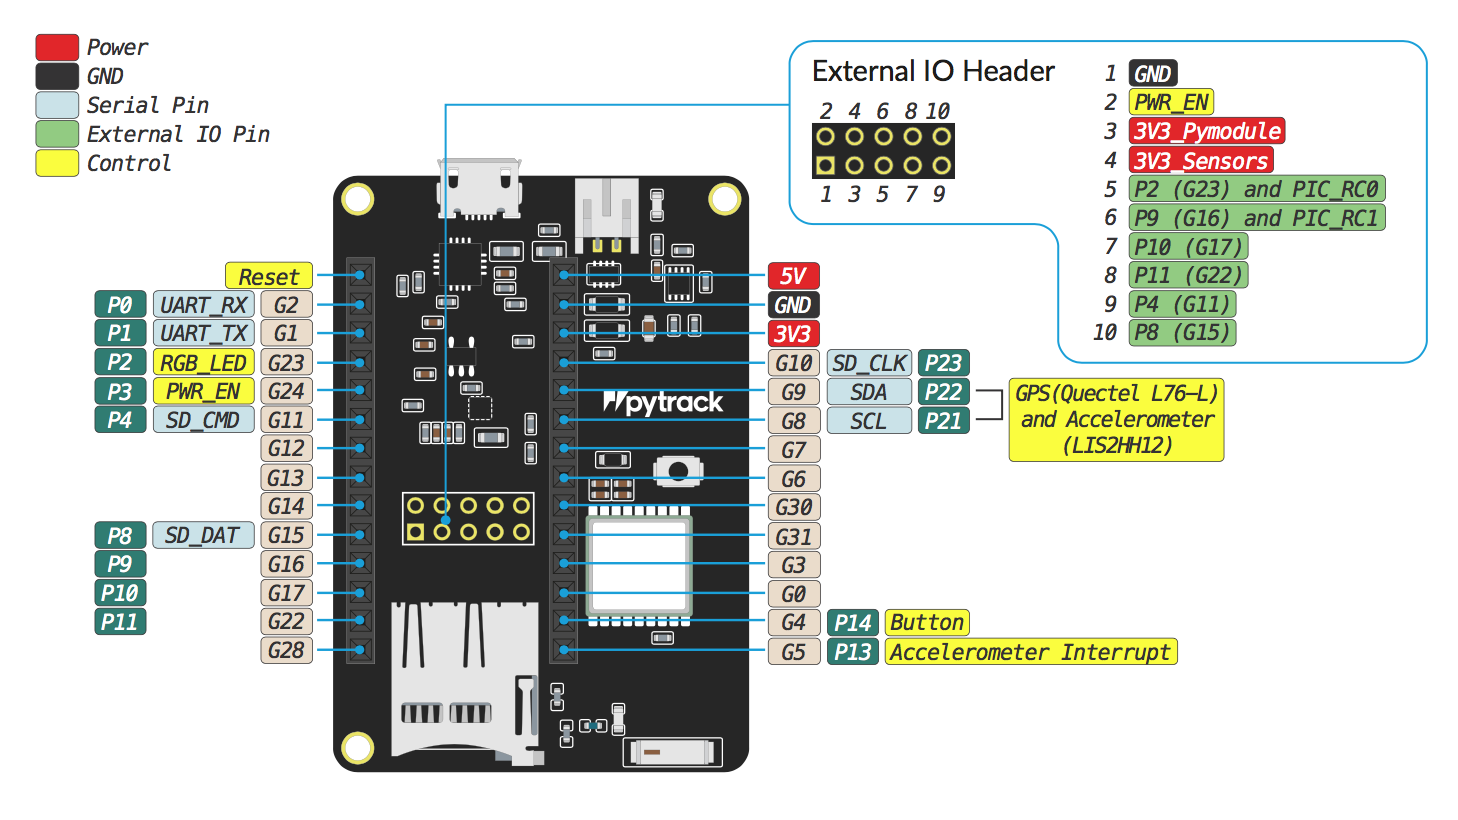 Power
GND
Serial Pin
External IO Pin
Control
External IO Header
2 4 6 8 10
1 3 5 7 9
1 GND
2 PWR_EN
3 3V3_Pymodule
4 3V3_Sensors
5 P2 (G23) and PIC_RC0
6 P9 (G16) and PIC_RC1
7 P10 (G17)
8 P11 (G22)
9 P4 (G11)
10 P8 (G15)
Reset
P0 UART_RX G2
P1 UART_TX G1
P2 RGB_LED G23
P3 PWR_EN G24
P4 SD_CMD G11
G12
G13
G14
P8 SD_DAT G15
P9 G16
P10 G17
P11 G22
G28
pytrack
5V
GND
3V3
G10 SD_CLK P23
G9 SDA P22
G8 SCL P21
G7
G6
G30
G31
G3
G0
G4 P14 Button
G5 P13 Accelerometer Interrupt
GPS(Quectel L76-L)
and Accelerometer
(LIS2HH12)